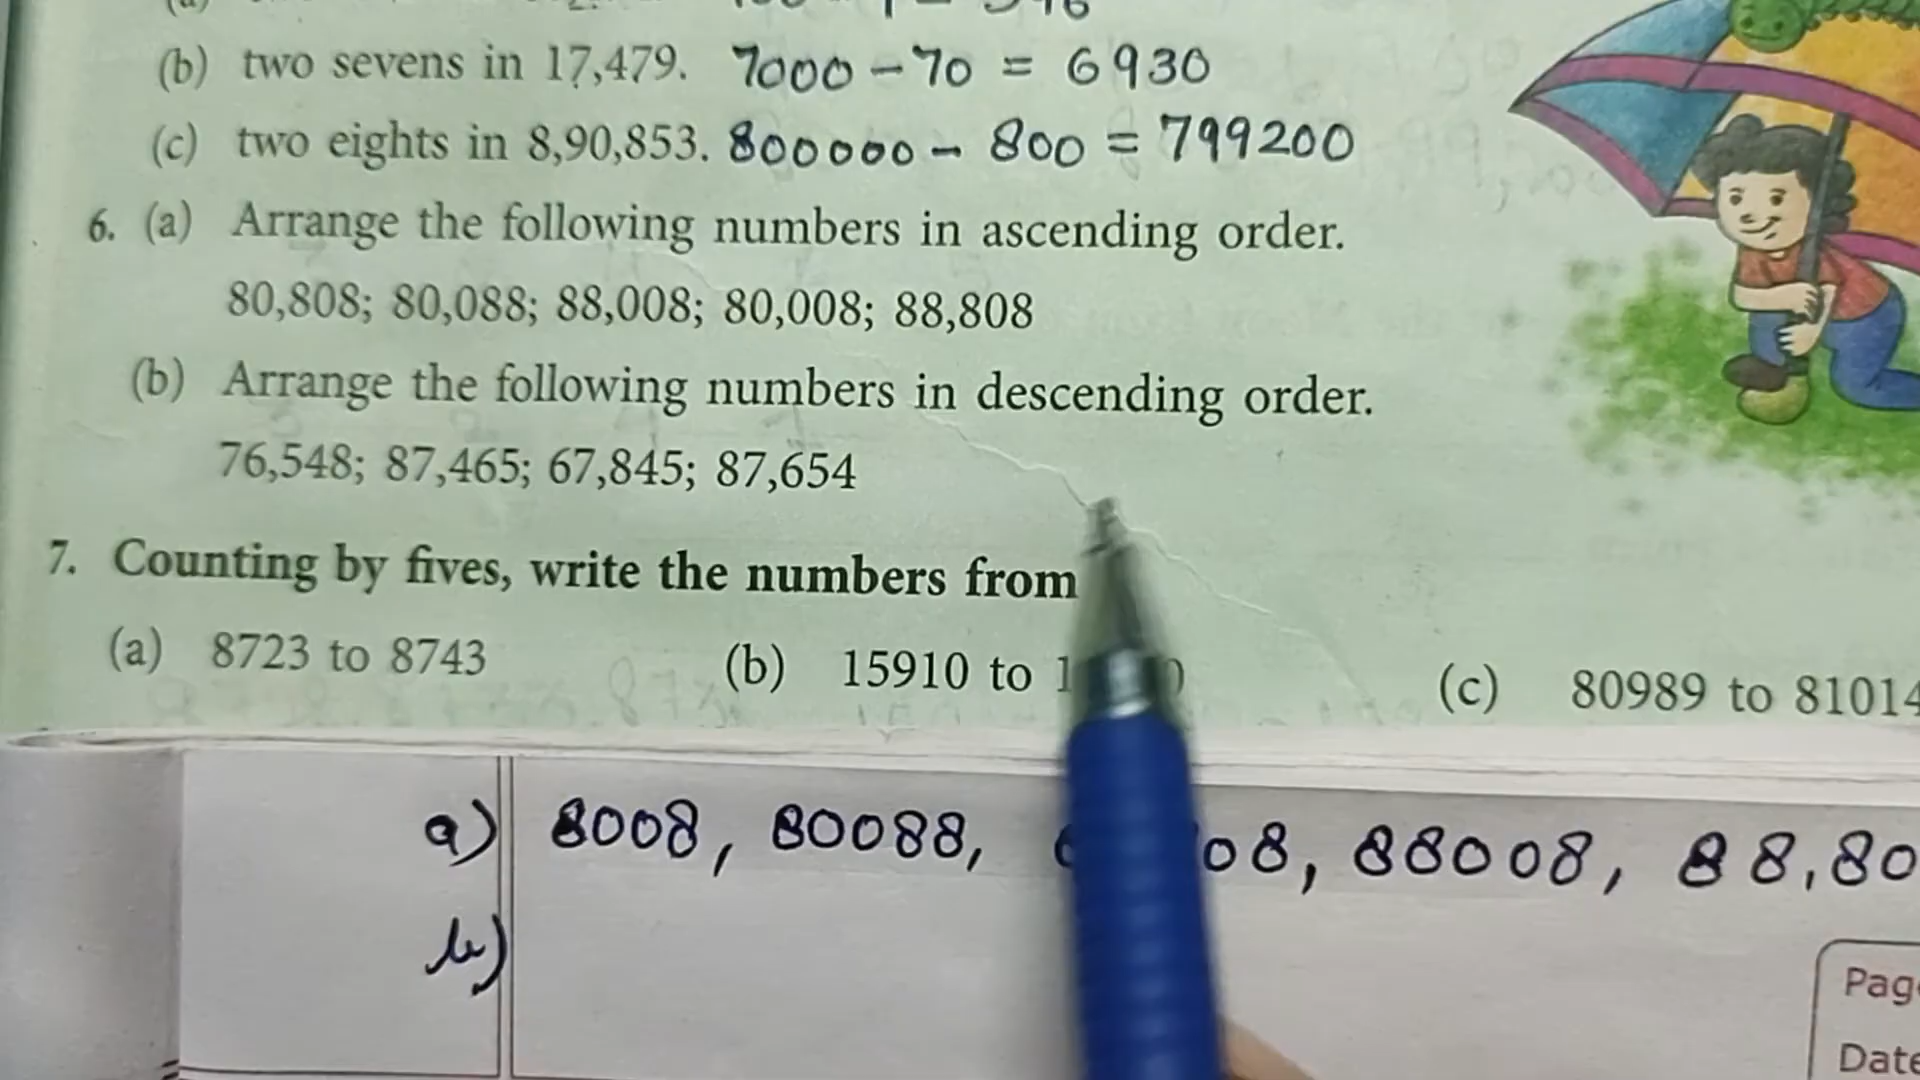 (b) two sevens in 17,479. 7000 - 70 = 6930
(c) two eights in 8,90,853. 800000 - 800 = 799200
6. (a) Arrange the following numbers in ascending order.
80,808; 80,088; 88,008; 80,008; 88,808
(b) Arrange the following numbers in descending order.
76,548; 87,465; 67,845; 87,654
7. Counting by fives, write the numbers from
(a) 8723 to 8743 (b) 15910 to (c) 80989 to 81014
a) 8008, 80088, 08, 88008, 88,80
b)
Page
Date